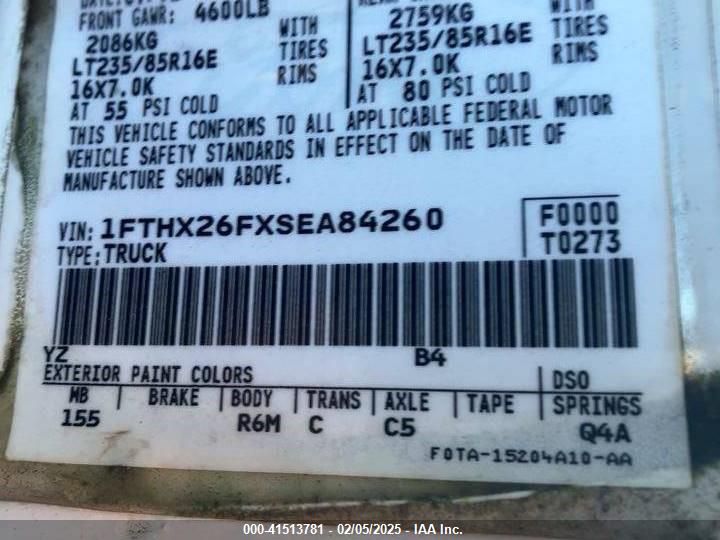 FRONT GAWR: 4600LB
2086KG WITH
LT235/85R16E TIRES
16X7.0K RIMS
AT 55 PSI COLD
2759KG WITH
LT235/85R16E TIRES
16X7.0K RIMS
AT 80 PSI COLD
THIS VEHICLE CONFORMS TO ALL APPLICABLE FEDERAL MOTOR
VEHICLE SAFETY STANDARDS IN EFFECT ON THE DATE OF
MANUFACTURE SHOWN ABOVE.
VIN: 1FTHX26FXSEA84260 F0000
TYPE: TRUCK T0273
YZ B4
EXTERIOR PAINT COLORS DSO
WB BRAKE BODY TRANS AXLE TAPE SPRINGS
155 R6M C C5 Q4A
F0TA-15204A10-AA
000-41513781 - 02/05/2025 - IAA Inc.